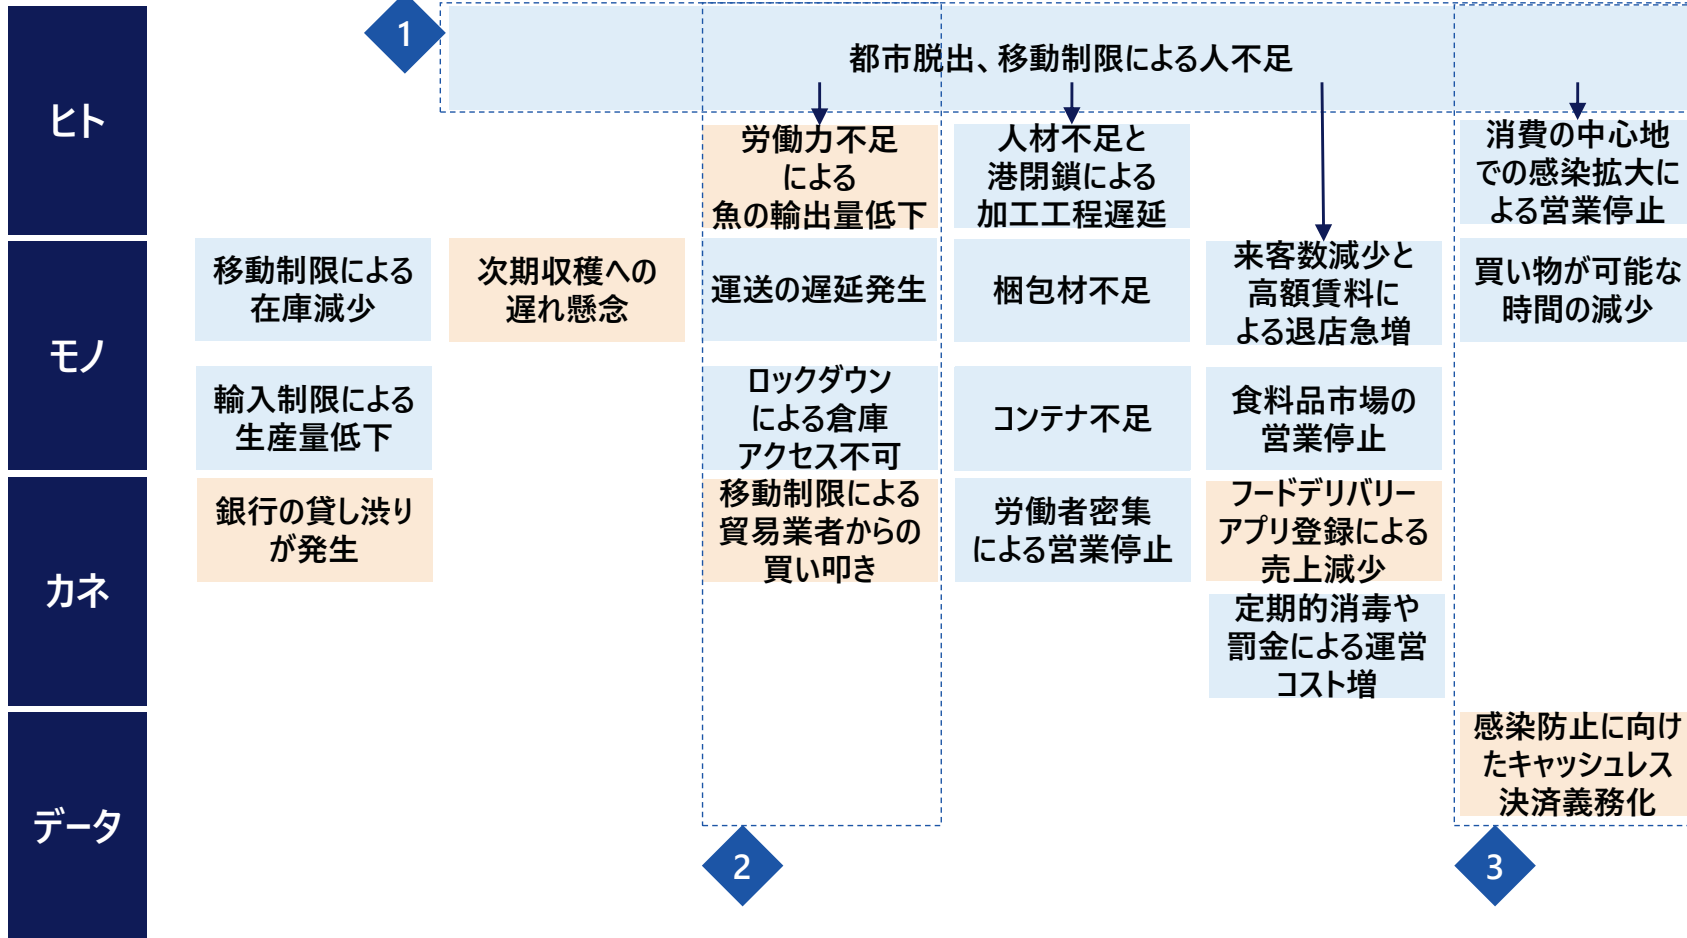 1
都市脱出、移動制限による人不足
ヒト
労働力不足
による
魚の輸出量低下
人材不足と
港閉鎖による
加工工程遅延
消費の中心地
での感染拡大に
よる営業停止
モノ
移動制限による
在庫減少
次期収穫への
遅れ懸念
運送の遅延発生
梱包材不足
来客数減少と
高額賃料に
よる退店急増
買い物が可能な
時間の減少
輸入制限による
生産量低下
ロックダウン
による倉庫
アクセス不可
コンテナ不足
食料品市場の
営業停止
カネ
銀行の貸し渋り
が発生
移動制限による
貿易業者からの
買い叩き
労働者密集
による営業停止
フードデリバリー
アプリ登録による
売上減少
定期的消毒や
罰金による運営
コスト増
データ
感染防止に向け
たキャッシュレス
決済義務化
2
3